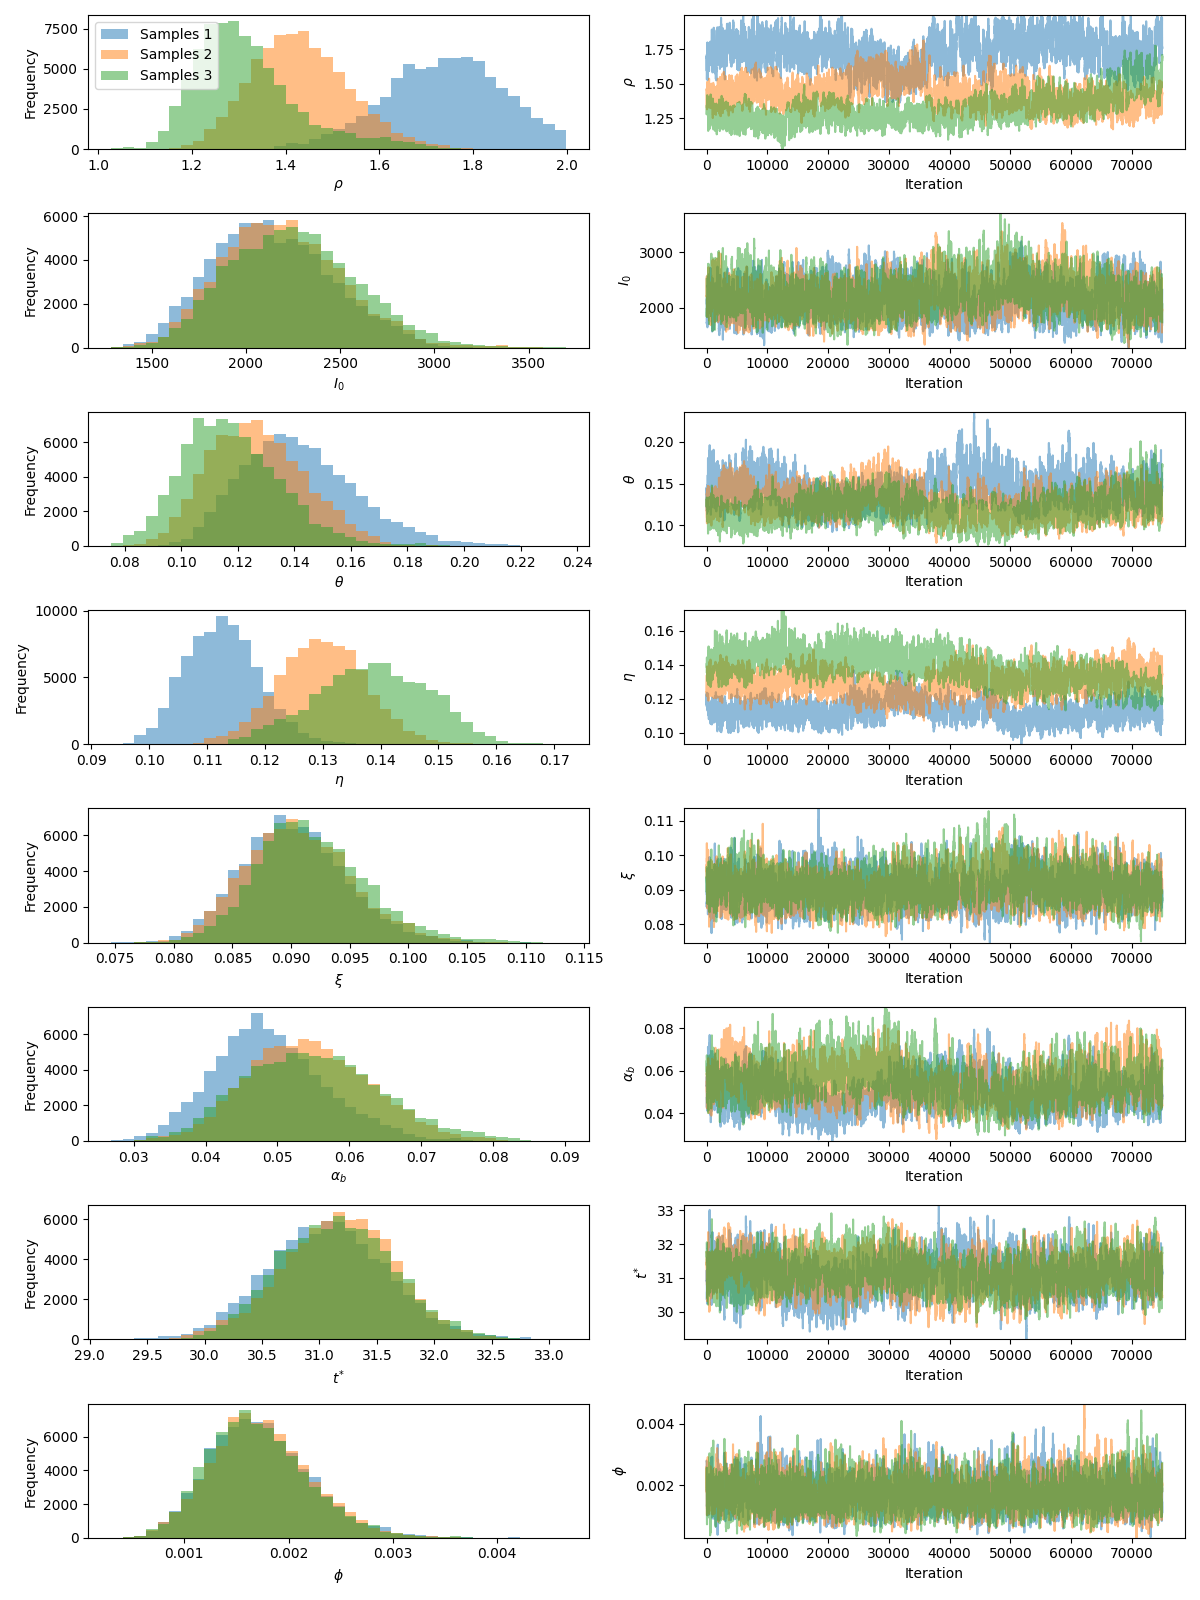 7500
5000
2500
0
Frequency
Samples 1
Samples 2
Samples 3
1.0 1.2 1.4 1.6 1.8 2.0
ρ
1.75
1.50
1.25
ρ
0 10000 20000 30000 40000 50000 60000 70000
Iteration
6000
4000
2000
0
Frequency
1500 2000 2500 3000 3500
I0
3000
2000
I0
0 10000 20000 30000 40000 50000 60000 70000
Iteration
6000
4000
2000
0
Frequency
0.08 0.10 0.12 0.14 0.16 0.18 0.20 0.22 0.24
θ
0.20
0.15
0.10
θ
0 10000 20000 30000 40000 50000 60000 70000
Iteration
10000
5000
0
Frequency
0.09 0.10 0.11 0.12 0.13 0.14 0.15 0.16 0.17
η
0.16
0.14
0.12
0.10
η
0 10000 20000 30000 40000 50000 60000 70000
Iteration
6000
4000
2000
0
Frequency
0.075 0.080 0.085 0.090 0.095 0.100 0.105 0.110 0.115
ξ
0.11
0.10
0.09
0.08
ξ
0 10000 20000 30000 40000 50000 60000 70000
Iteration
6000
4000
2000
0
Frequency
0.03 0.04 0.05 0.06 0.07 0.08 0.09
αb
0.08
0.06
0.04
αb
0 10000 20000 30000 40000 50000 60000 70000
Iteration
6000
4000
2000
0
Frequency
29.0 29.5 30.0 30.5 31.0 31.5 32.0 32.5 33.0
t*
33
32
31
30
t*
0 10000 20000 30000 40000 50000 60000 70000
Iteration
6000
4000
2000
0
Frequency
0.001 0.002 0.003 0.004
ϕ
0.004
0.002
ϕ
0 10000 20000 30000 40000 50000 60000 70000
Iteration